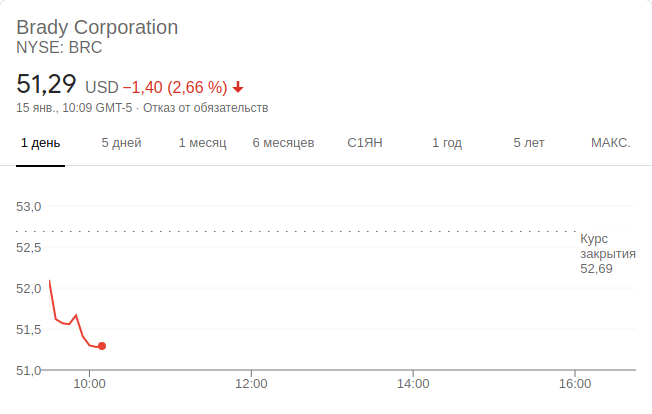 Brady Corporation
NYSE: BRC
51,29 USD −1,40 (2,66 %)
15 янв., 10:09 GMT-5 · Отказ от обязательств
1 день 5 дней 1 месяц 6 месяцев С1ЯН 1 год 5 лет МАКС.
53,0
52,5
52,0
51,5
51,0
Курс
закрытия
52,69
10:00 12:00 14:00 16:00